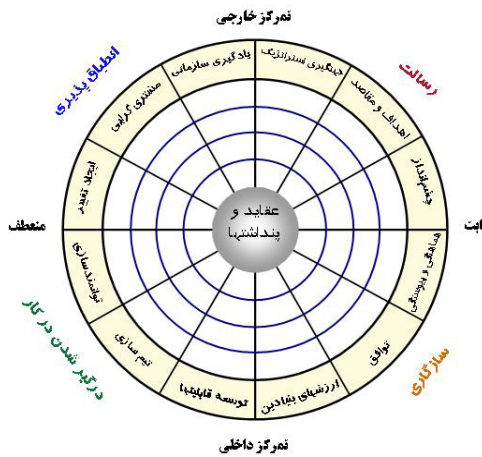 تمرکز خارجی
انطباق پذیری
رسالت
یادگیری سازمانی
جهتگیری استراتژیک
مشتری گرایی
اهداف و مقاصد
ایجاد تغییر
چشم‌انداز
عقاید و
پنداشتها
منعطف
ابت
توانمندسازی
هماهنگی و پیوستگی
تیم سازی
توافق
توسعه قابلیتها
ارزشهای بنیادین
درگیر شدن در کار
سازگاری
تمرکز داخلی